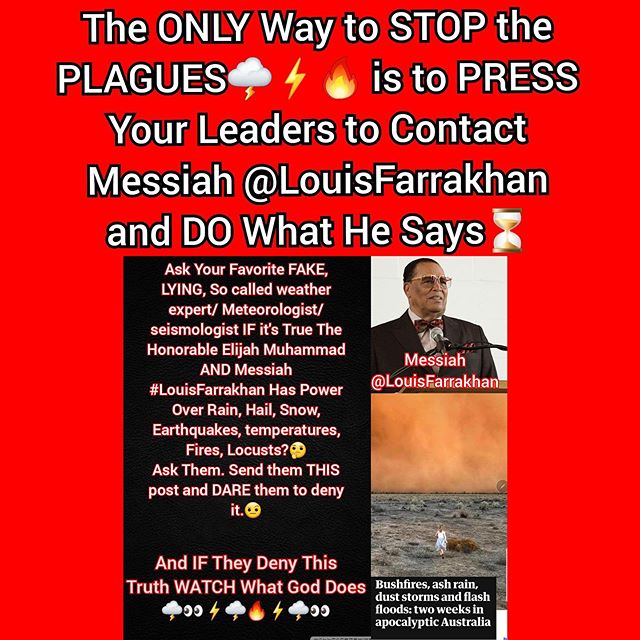 The ONLY Way to STOP the
PLAGUES🌩️⚡🔥 is to PRESS
Your Leaders to Contact
Messiah @LouisFarrakhan
and DO What He Says⏳
Ask Your Favorite FAKE,
LYING, So called weather
expert/ Meteorologist/
seismologist IF it's True The
Honorable Elijah Muhammad
AND Messiah
#LouisFarrakhan Has Power
Over Rain, Hail, Snow,
Earthquakes, temperatures,
Fires, Locusts?🤔
Ask Them. Send them THIS
post and DARE them to deny
it.😐
And IF They Deny This
Truth WATCH What God Does
🌩️👀⚡🌩️🔥⚡🌩️👀
Messiah
@LouisFarrakhan
Bushfires, ash rain,
dust storms and flash
floods: two weeks in
apocalyptic Australia